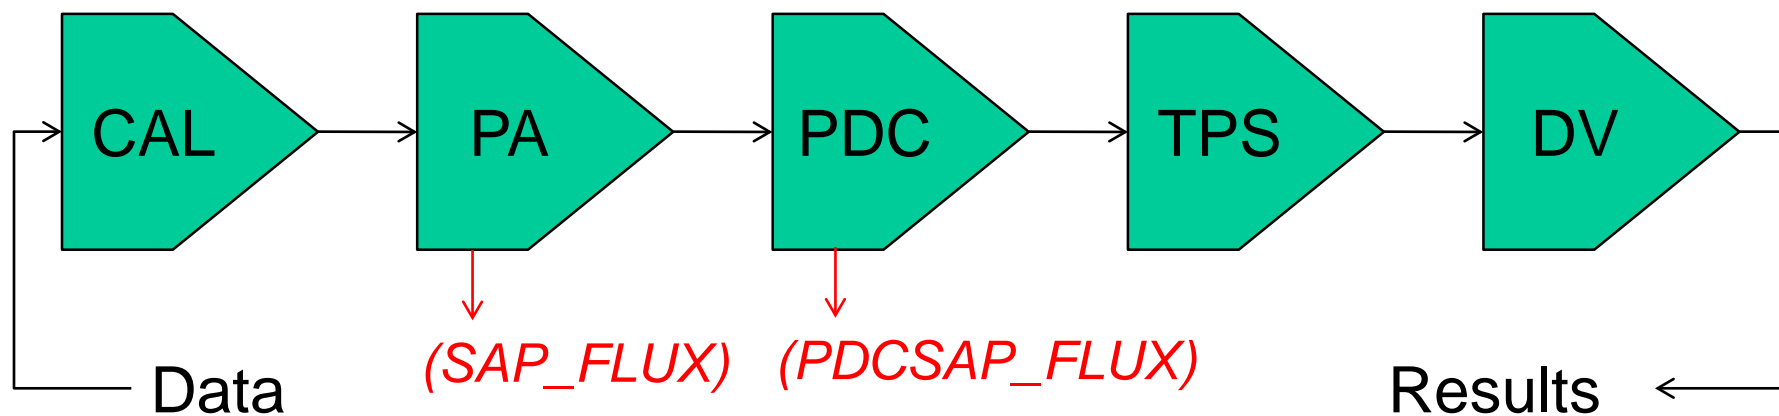 CAL
PA
PDC
TPS
DV
(SAP_FLUX)
(PDCSAP_FLUX)
Data
Results